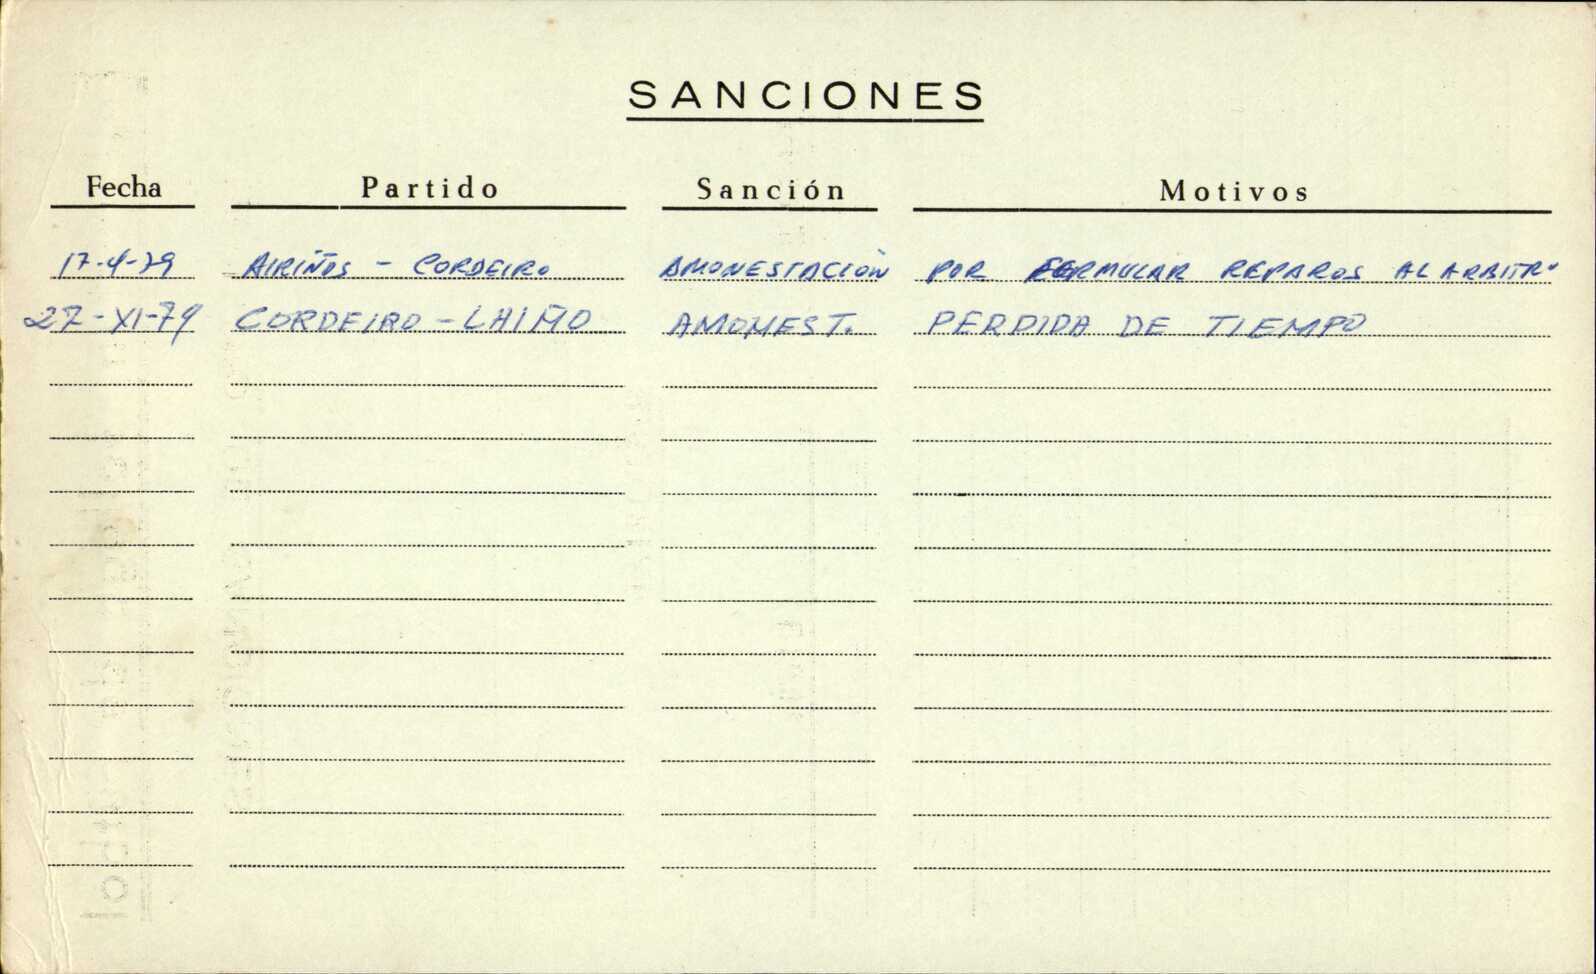 SANCIONES
Fecha Partido Sanción Motivos
17-4-79 AIRIÑOS - CORDEIRO AMONESTACIÓN POR FORMULAR REPAROS AL ARBITRO
27-XI-79 CORDEIRO - LAIÑO AMONEST. PERDIDA DE TIEMPO